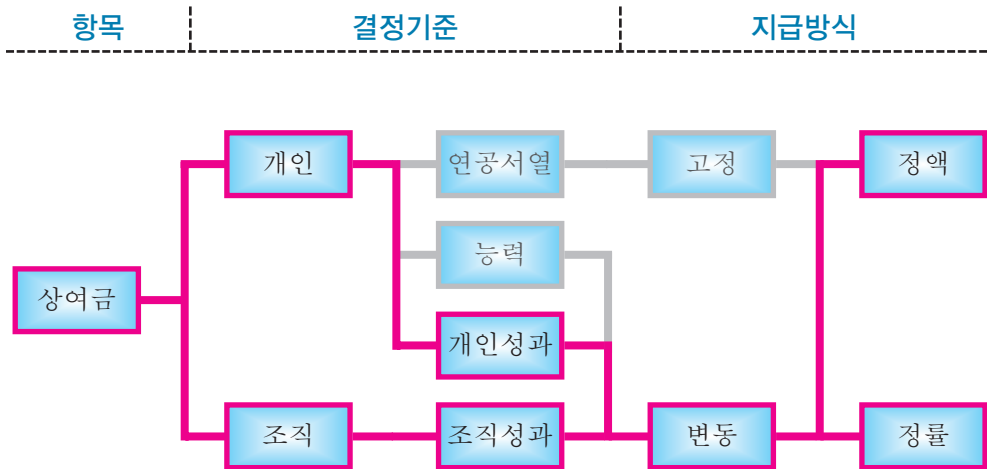 항목 결정기준 지급방식
개인 연공서열 고정 정액
능력
상여금
개인성과
조직 조직성과 변동 정률